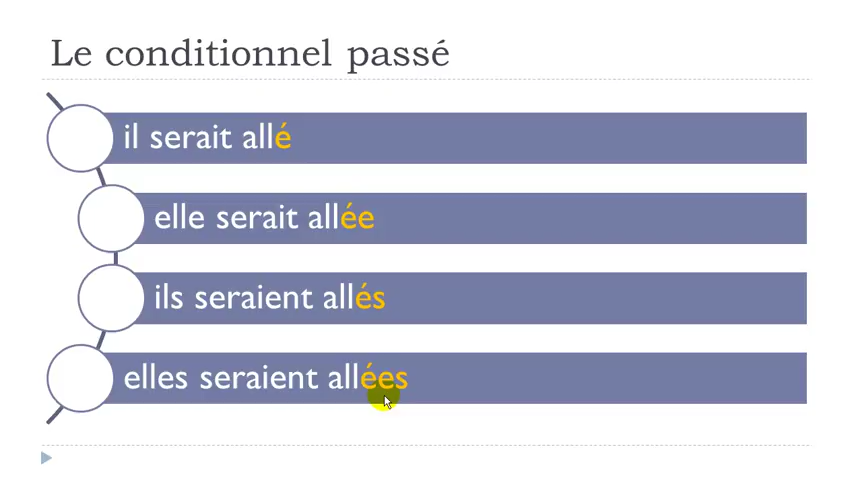 Le conditionnel passé
il serait allé
elle serait allée
ils seraient allés
elles seraient allées